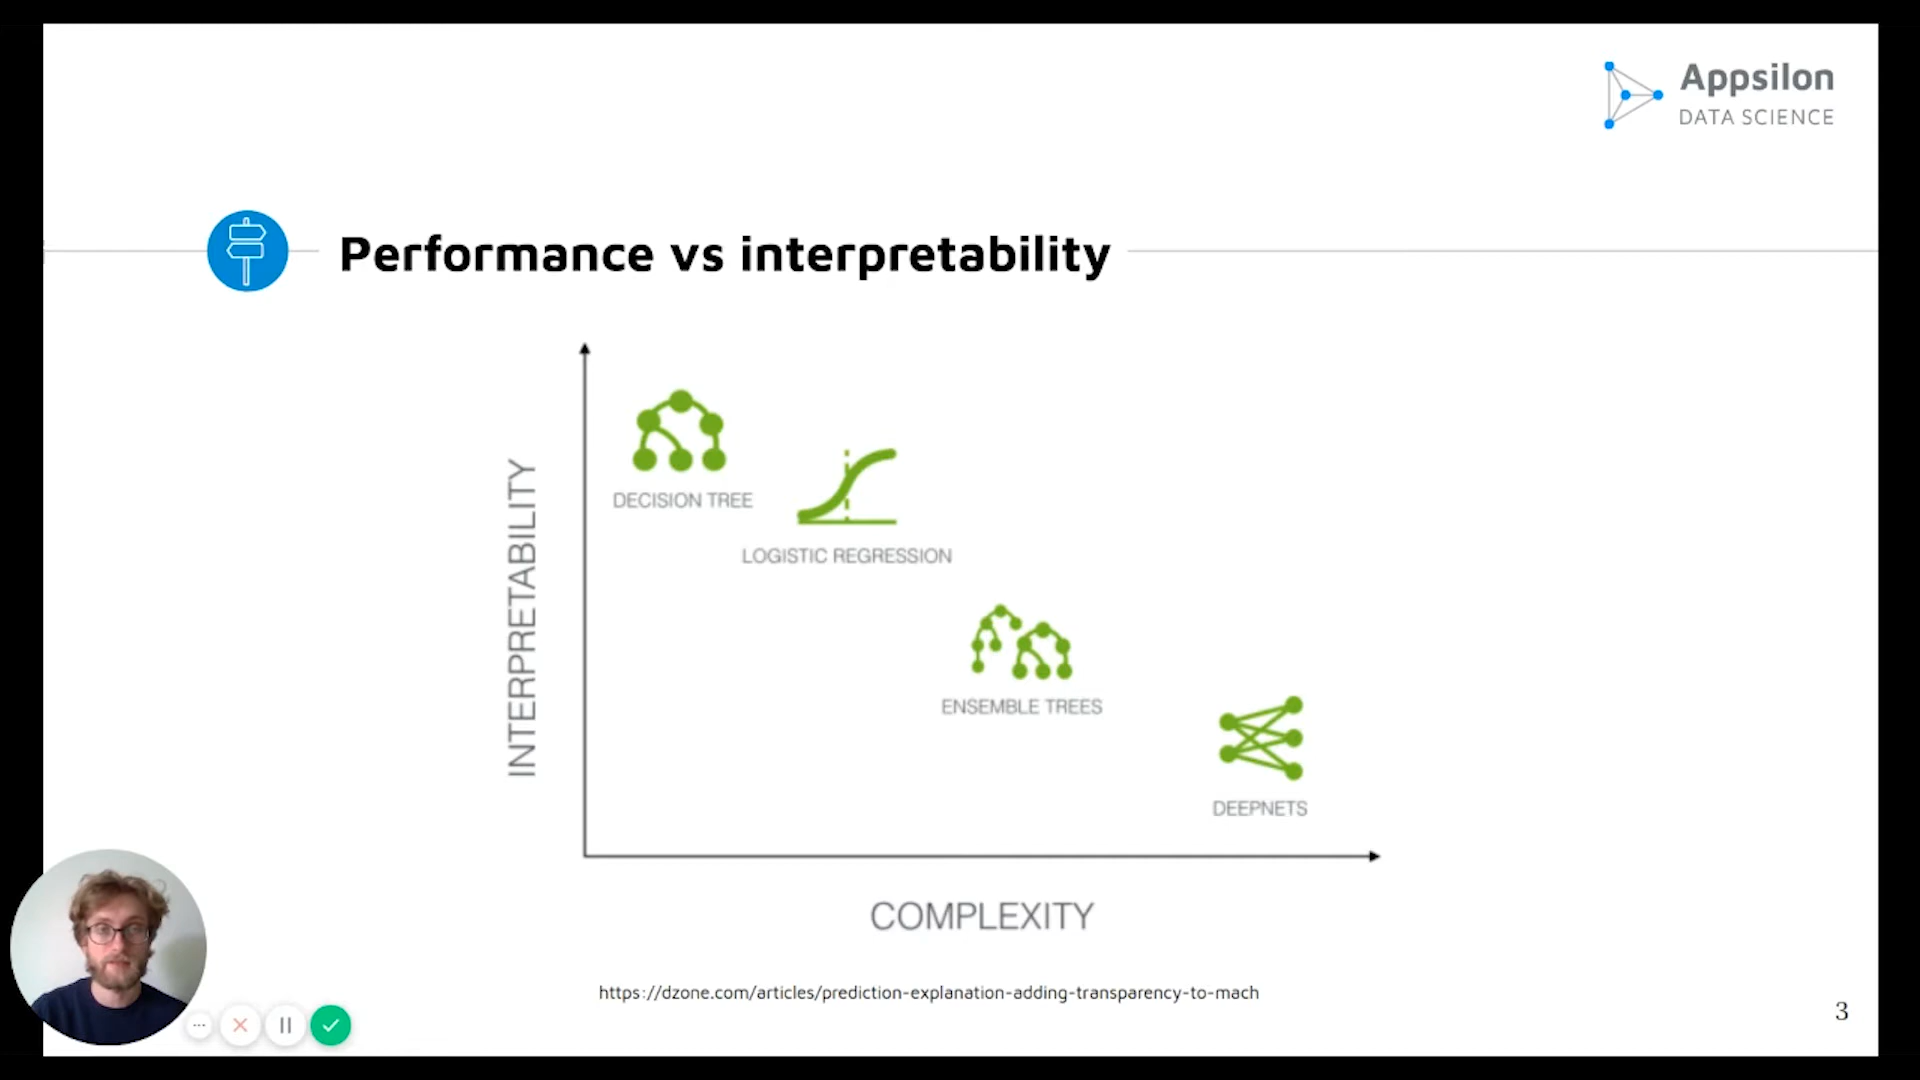 Appsilon
DATA SCIENCE
Performance vs interpretability
INTERPRETABILITY
DECISION TREE
LOGISTIC REGRESSION
ENSEMBLE TREES
DEEPNETS
COMPLEXITY
https://dzone.com/articles/prediction-explanation-adding-transparency-to-mach
3